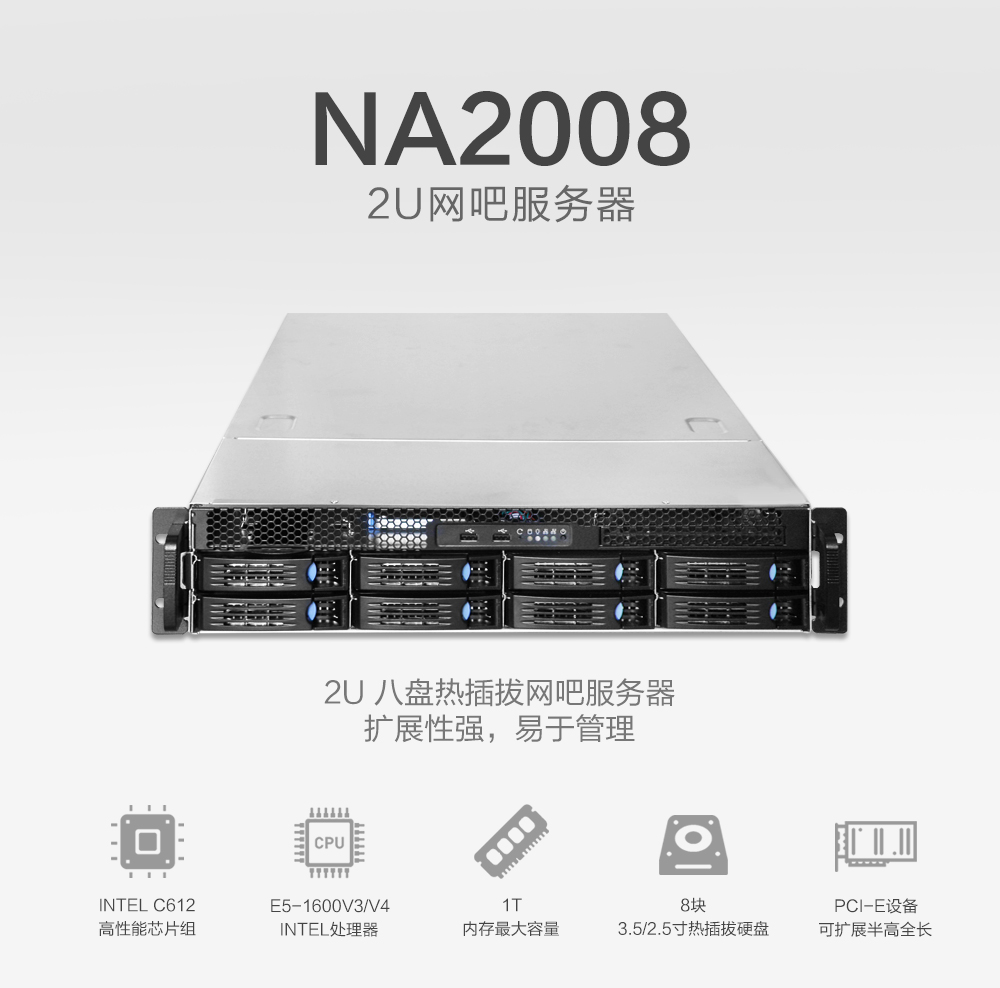 NA2008
2U网吧服务器
2U 八盘热插拔网吧服务器
扩展性强，易于管理
CPU
INTEL C612
高性能芯片组
E5-1600V3/V4
INTEL处理器
1T
内存最大容量
8块
3.5/2.5寸热插拔硬盘
PCI-E设备
可扩展半高全长